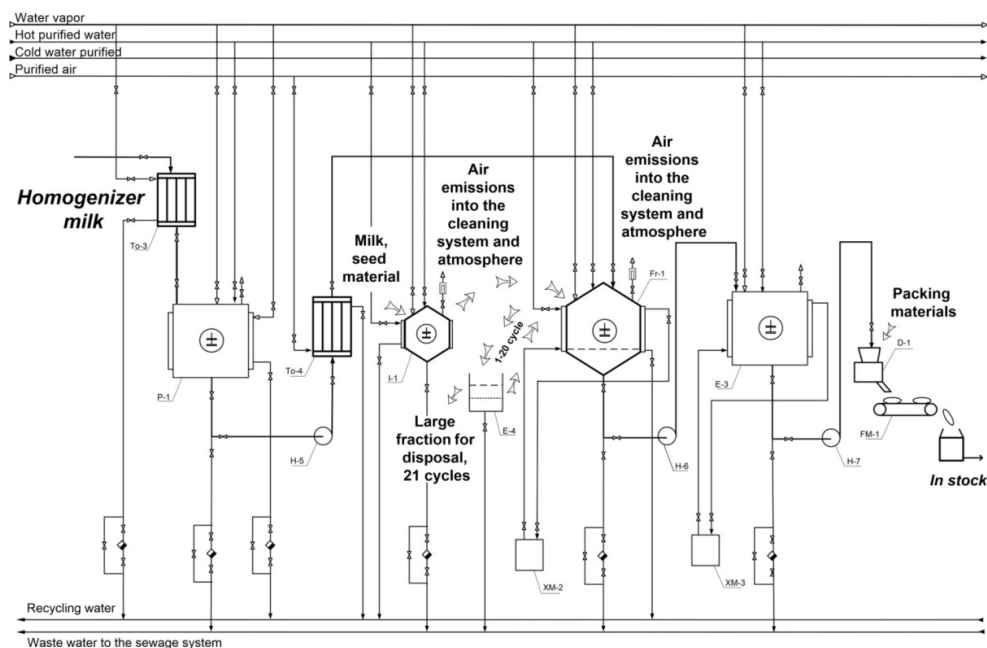 Water vapor
Hot purified water
Cold water purified
Purified air
Homogenizer
milk
To-3
P-1
To-4
H-5
Milk,
seed
material
Air
emissions
into the
cleaning
system and
atmosphere
I-1
Large
fraction for
disposal,
21 cycles
1-20 cycle
E-4
Air
emissions
into the
cleaning
system and
atmosphere
Fr-1
H-6
XM-2
E-3
H-7
XM-3
Packing
materials
D-1
FM-1
In stock
Recycling water
Waste water to the sewage system